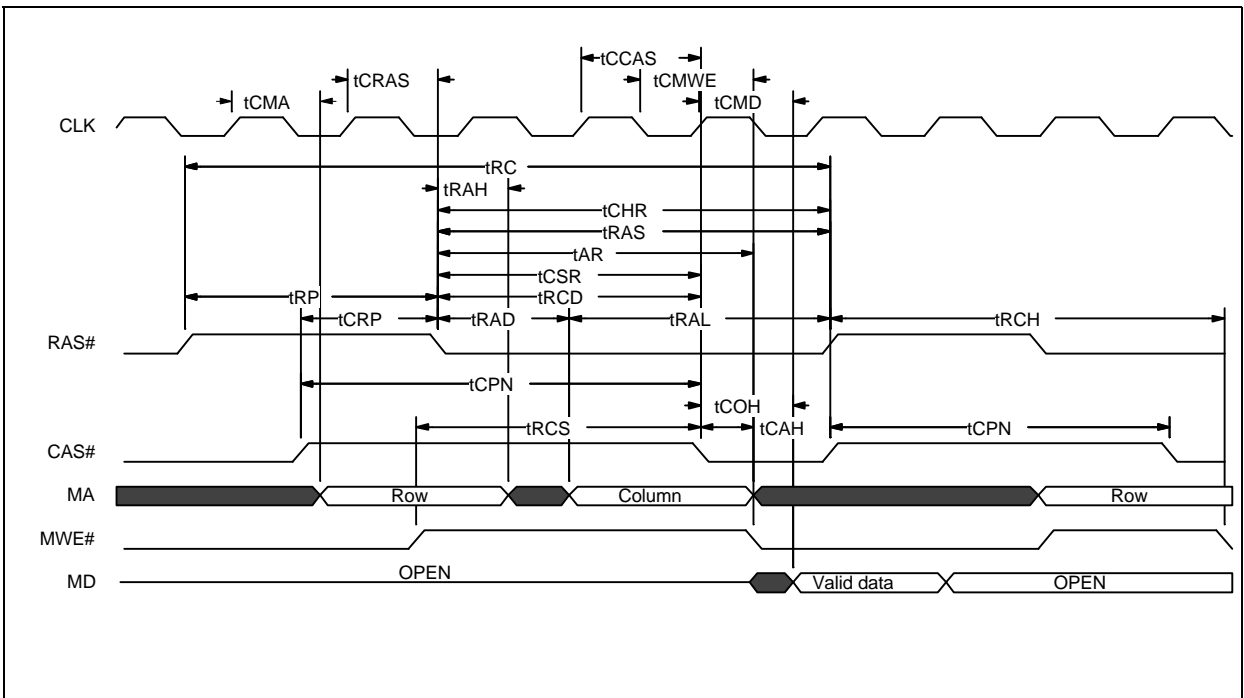 tCCAS
tCRAS tCMWE
tCMA tCMD
CLK
tRC
tRAH
tCHR
tRAS
tAR
tCSR
tRP tRCD
tCRP tRAD tRAL tRCH
RAS#
tCPN
tCOH
tRCS tCAH tCPN
CAS#
MA Row Column Row
MWE#
MD OPEN Valid data OPEN